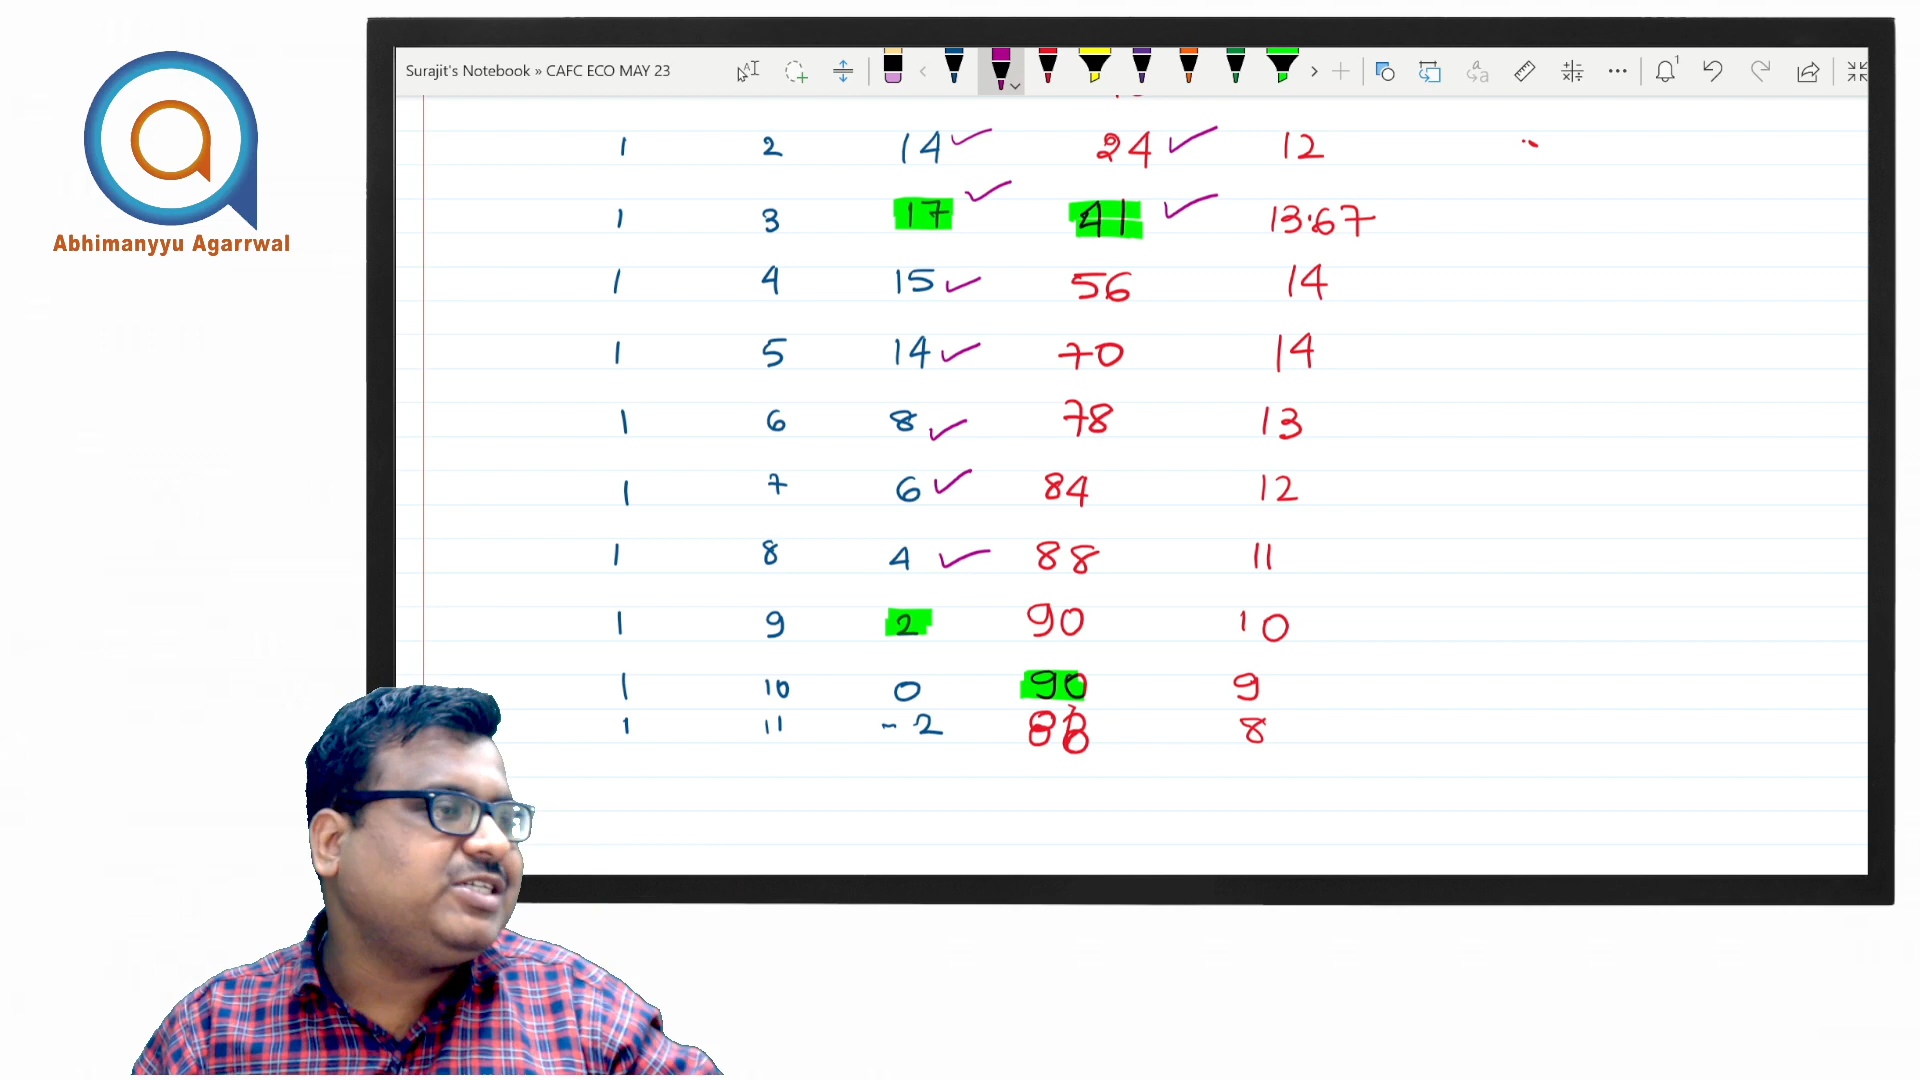 Surajit's Notebook » CAFC ECO MAY 23
Abhimanyyu Agarrwal
1 2 14 24 12
1 3 17 41 13.67
1 4 15 56 14
1 5 14 70 14
1 6 8 78 13
1 7 6 84 12
1 8 4 88 11
1 9 2 90 10
1 10 0 90 9
1 11 -2 88 8